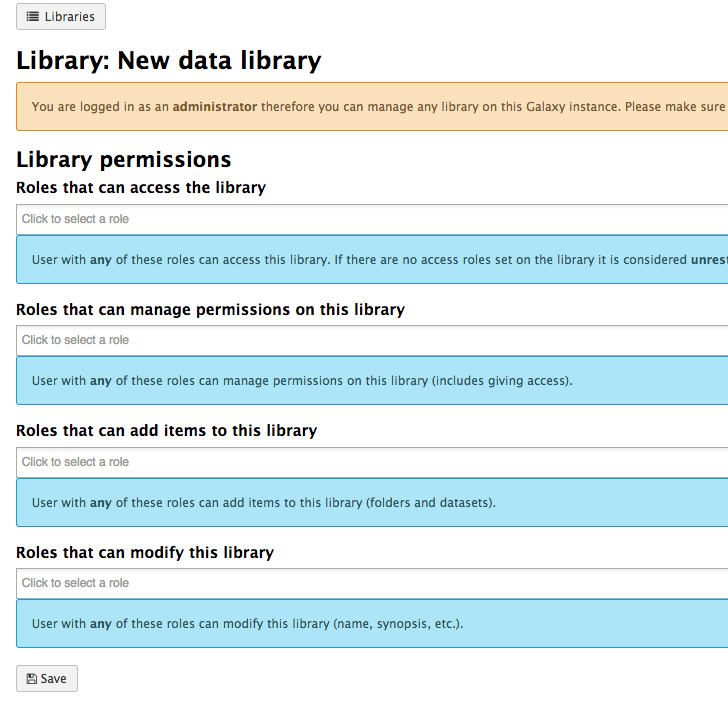 Libraries
Library: New data library
You are logged in as an administrator therefore you can manage any library on this Galaxy instance. Please make sure
Library permissions
Roles that can access the library
Click to select a role
User with any of these roles can access this library. If there are no access roles set on the library it is considered unrest
Roles that can manage permissions on this library
Click to select a role
User with any of these roles can manage permissions on this library (includes giving access).
Roles that can add items to this library
Click to select a role
User with any of these roles can add items to this library (folders and datasets).
Roles that can modify this library
Click to select a role
User with any of these roles can modify this library (name, synopsis, etc.).
Save